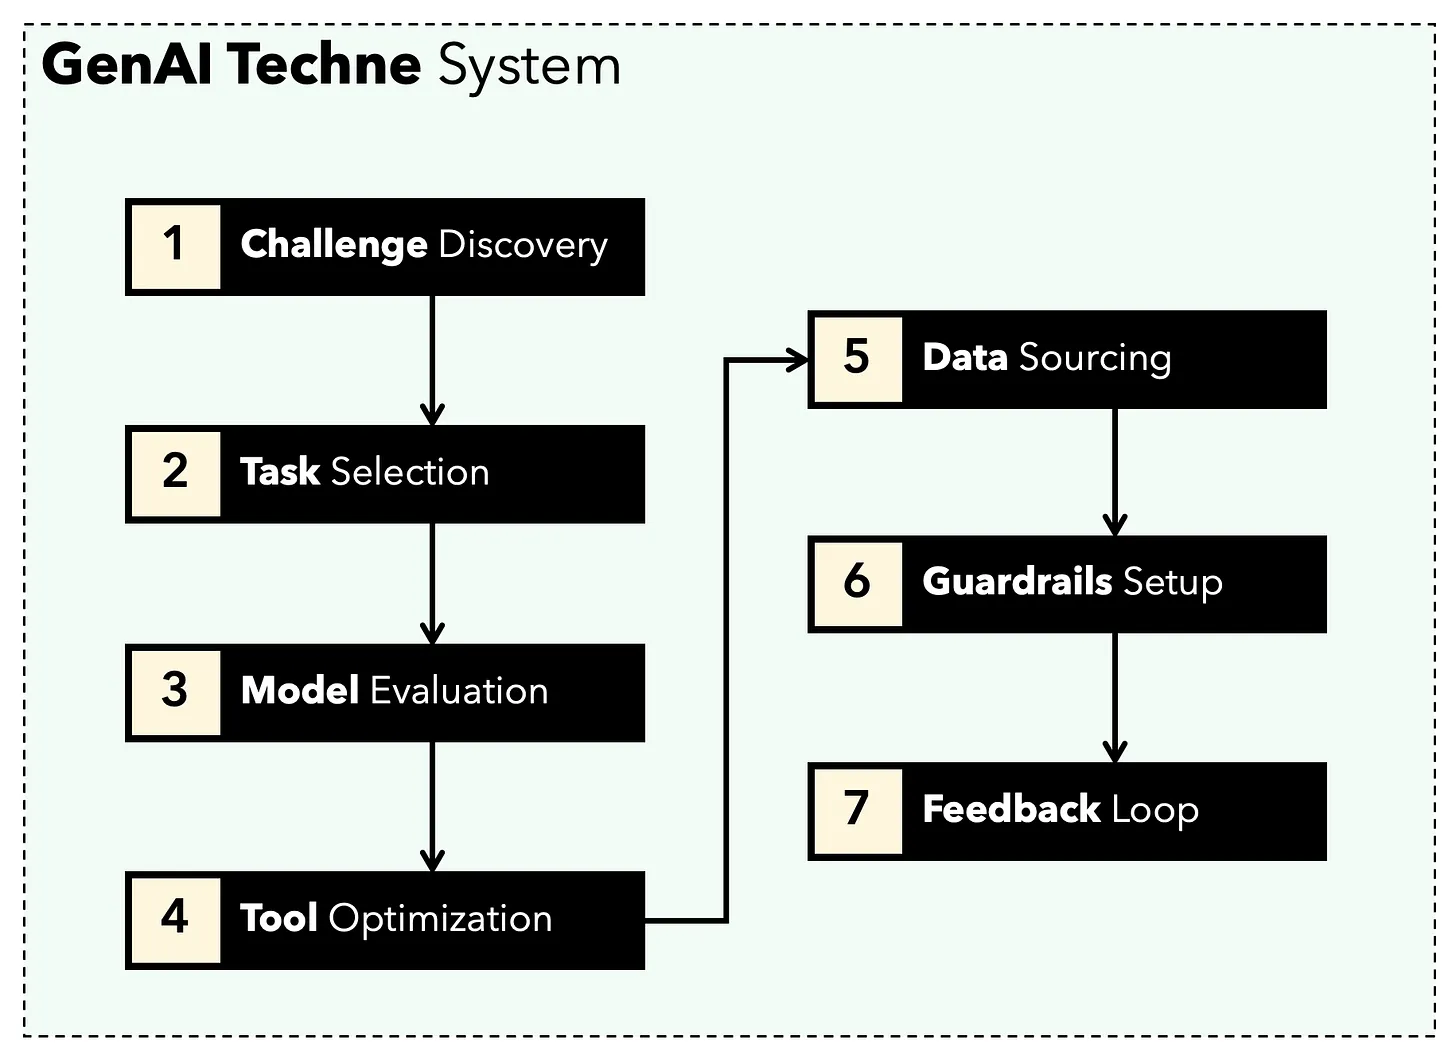 GenAI Techne System
1 Challenge Discovery
2 Task Selection
3 Model Evaluation
4 Tool Optimization
5 Data Sourcing
6 Guardrails Setup
7 Feedback Loop